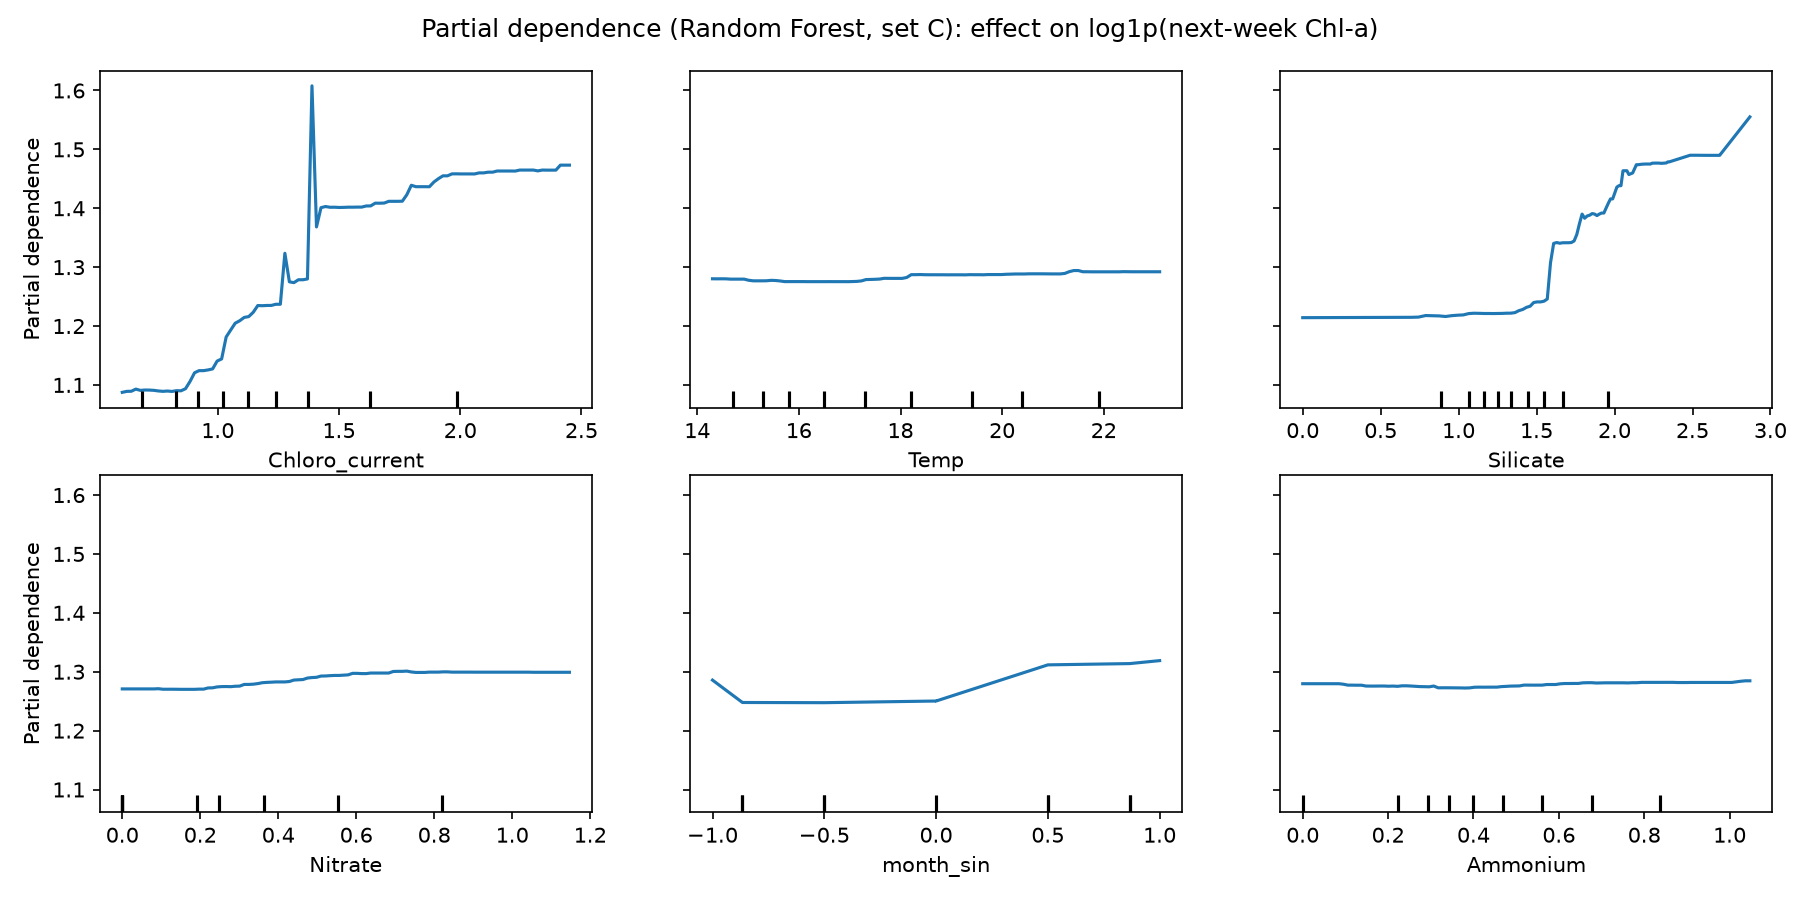 Partial dependence (Random Forest, set C): effect on log1p(next-week Chl-a)
Partial dependence
1.6
1.5
1.4
1.3
1.2
1.1
1.0 1.5 2.0 2.5
Chloro_current
14 16 18 20 22
Temp
0.0 0.5 1.0 1.5 2.0 2.5 3.0
Silicate
Partial dependence
1.6
1.5
1.4
1.3
1.2
1.1
0.0 0.2 0.4 0.6 0.8 1.0 1.2
Nitrate
−1.0 −0.5 0.0 0.5 1.0
month_sin
0.0 0.2 0.4 0.6 0.8 1.0
Ammonium